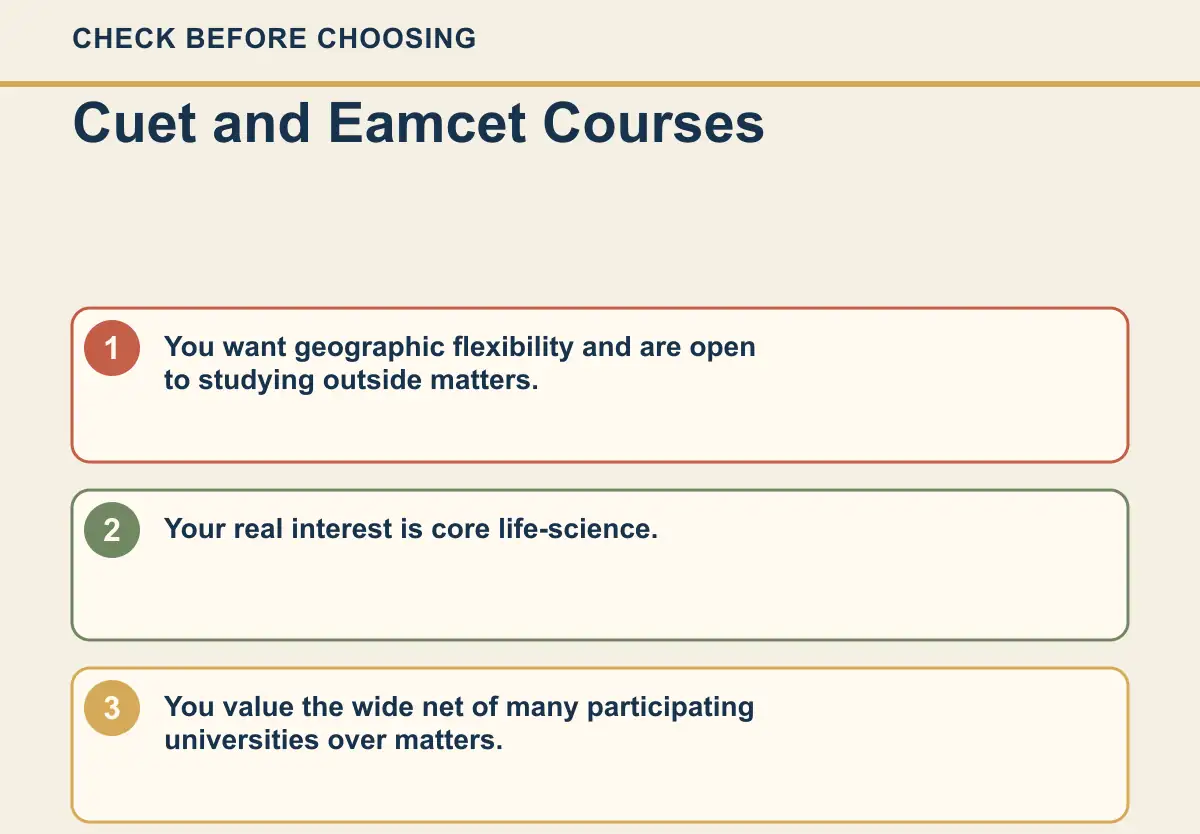 CHECK BEFORE CHOOSING
Cuet and Eamcet Courses
1
You want geographic flexibility and are open
to studying outside matters.
2
Your real interest is core life-science.
3
You value the wide net of many participating
universities over matters.